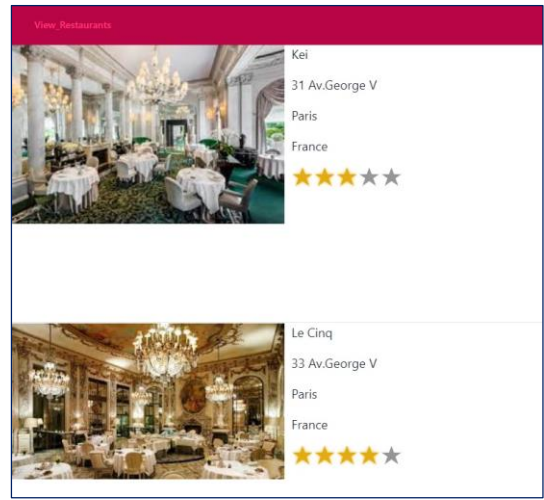 View_Restaurants
Kei
31 Av.George V
Paris
France
Le Cinq
33 Av.George V
Paris
France